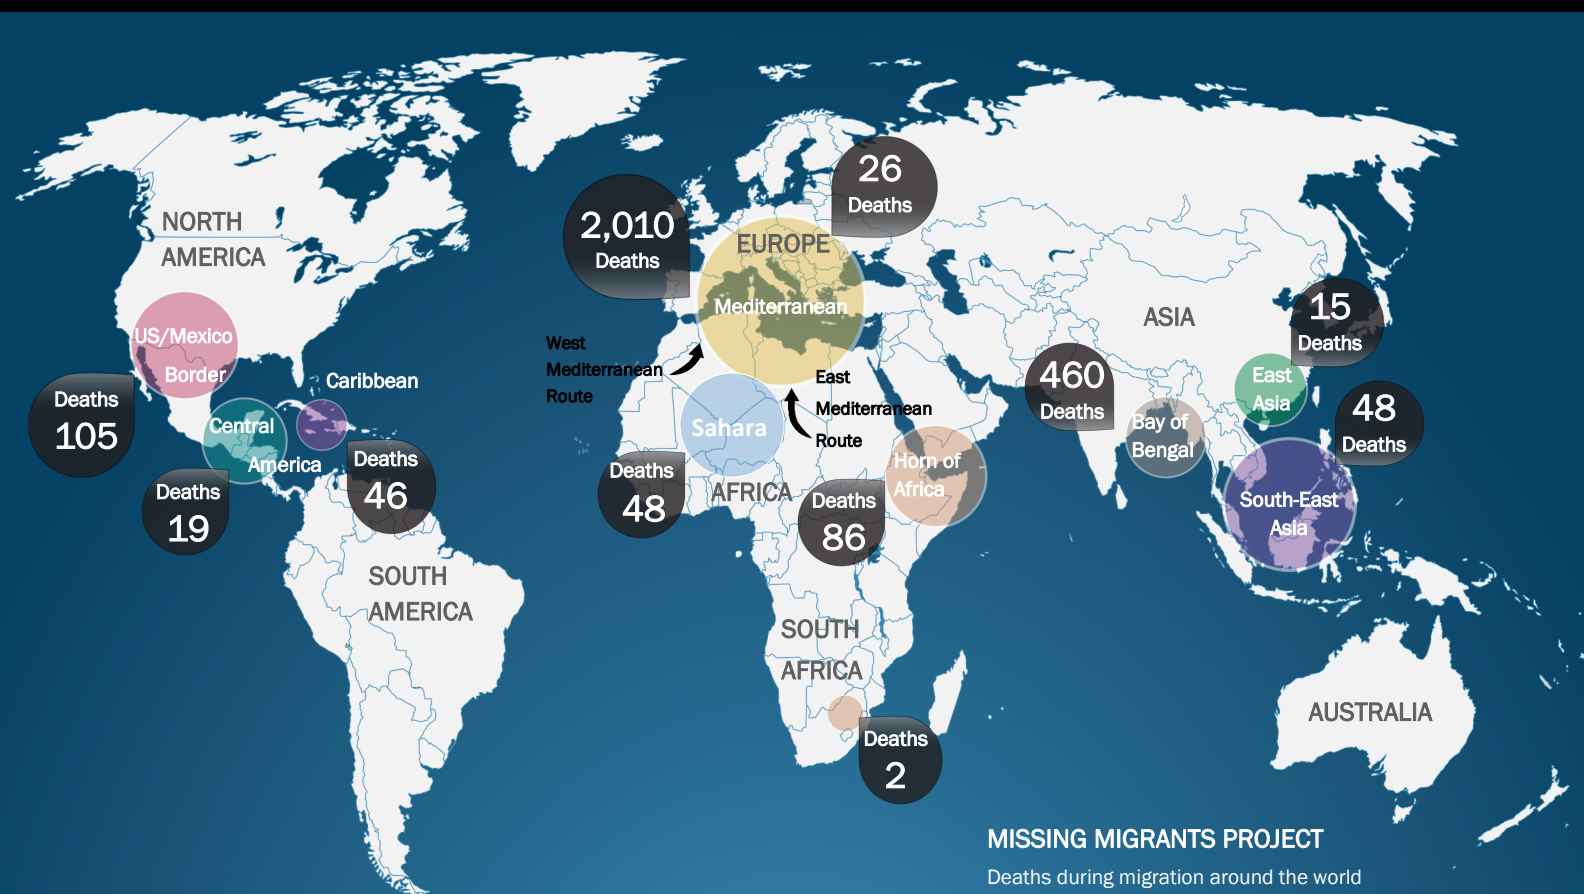 NORTH
AMERICA
US/Mexico
Border
Deaths
105
Central
America
Deaths
19
Caribbean
Deaths
46
SOUTH
AMERICA
2,010
Deaths
26
Deaths
EUROPE
Mediterranean
West
Mediterranean
Route
East
Mediterranean
Route
Sahara
Deaths
48
AFRICA
Horn of
Africa
Deaths
86
SOUTH
AFRICA
Deaths
2
ASIA
460
Deaths
Bay of
Bengal
15
Deaths
East
Asia
48
Deaths
South-East
Asia
AUSTRALIA
MISSING MIGRANTS PROJECT
Deaths during migration around the world